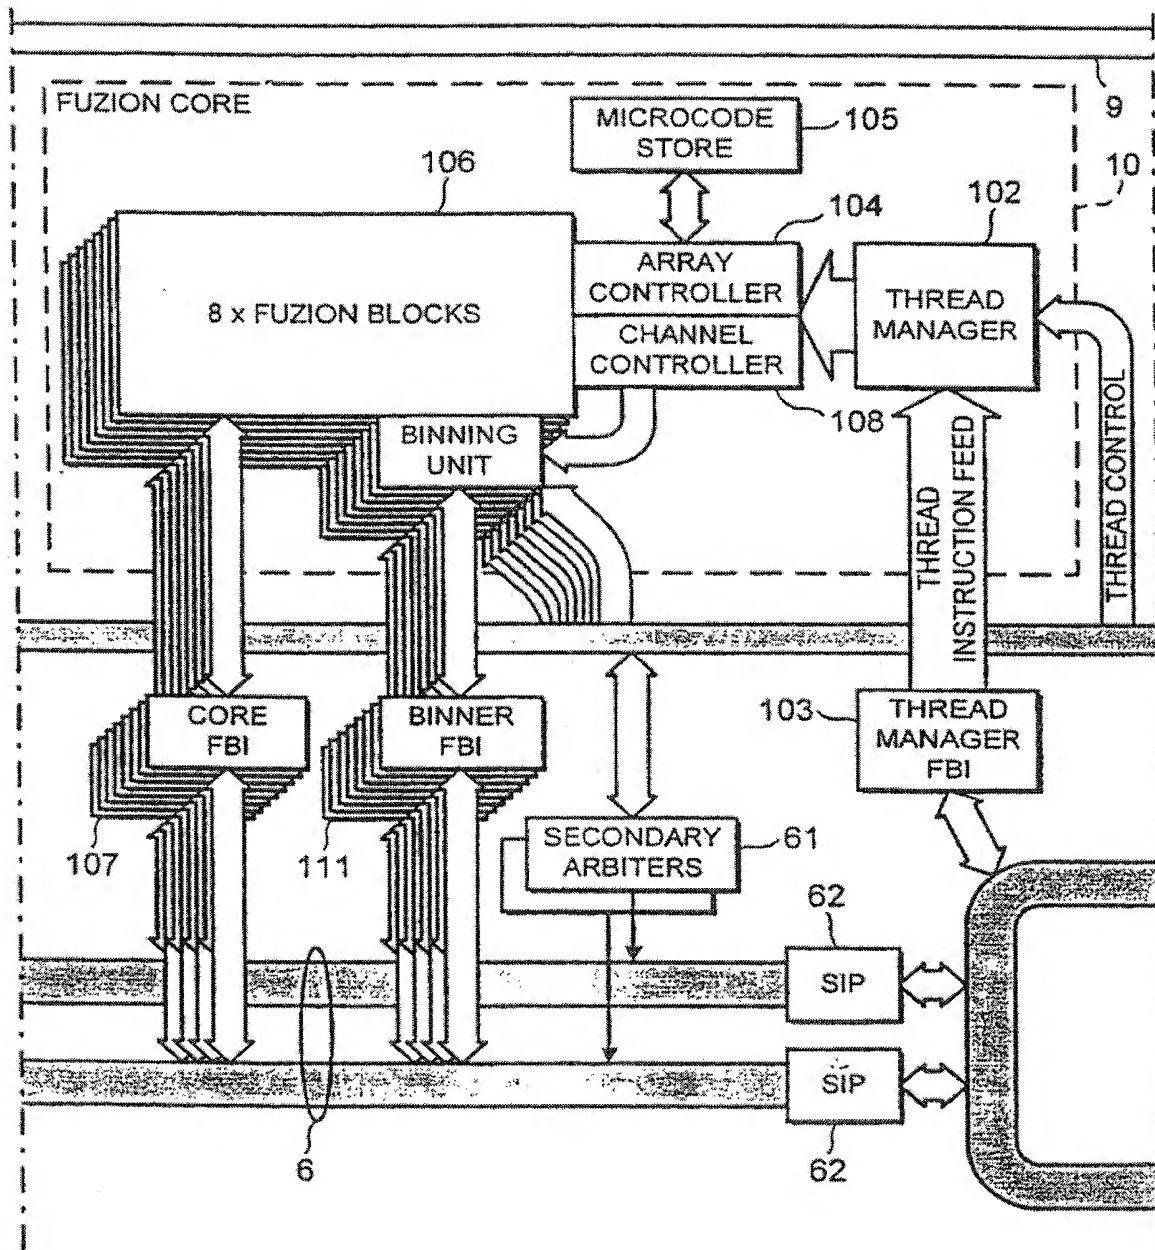 9
FUZION CORE
MICROCODE
STORE
105
10
106
104
102
ARRAY
CONTROLLER
THREAD
MANAGER
8 x FUZION BLOCKS
CHANNEL
CONTROLLER
108
BINNING
UNIT
THREAD
INSTRUCTION FEED
THREAD CONTROL
CORE
FBI
BINNER
FBI
103
THREAD
MANAGER
FBI
107
111
SECONDARY
ARBITERS
61
62
SIP
SIP
6
62